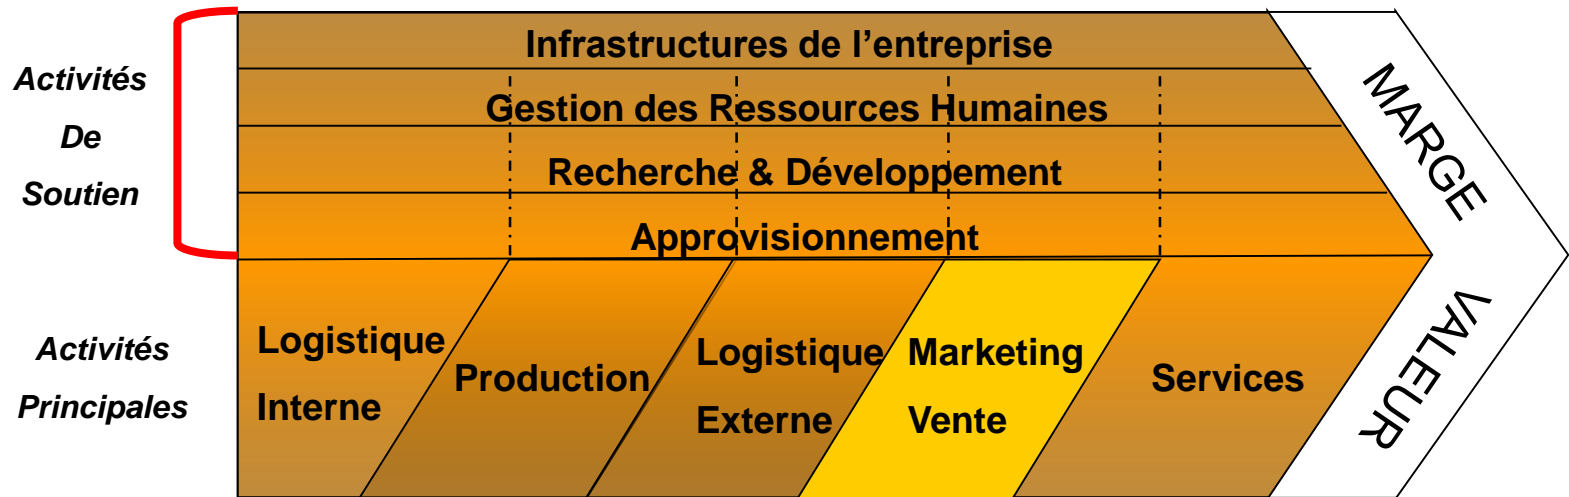 Infrastructures de l’entreprise
Gestion des Ressources Humaines
Recherche & Développement
Approvisionnement
Activités
De
Soutien
MARGE
Activités
Principales
Logistique
Interne
Production
Logistique
Externe
Marketing
Vente
Services
VALEUR